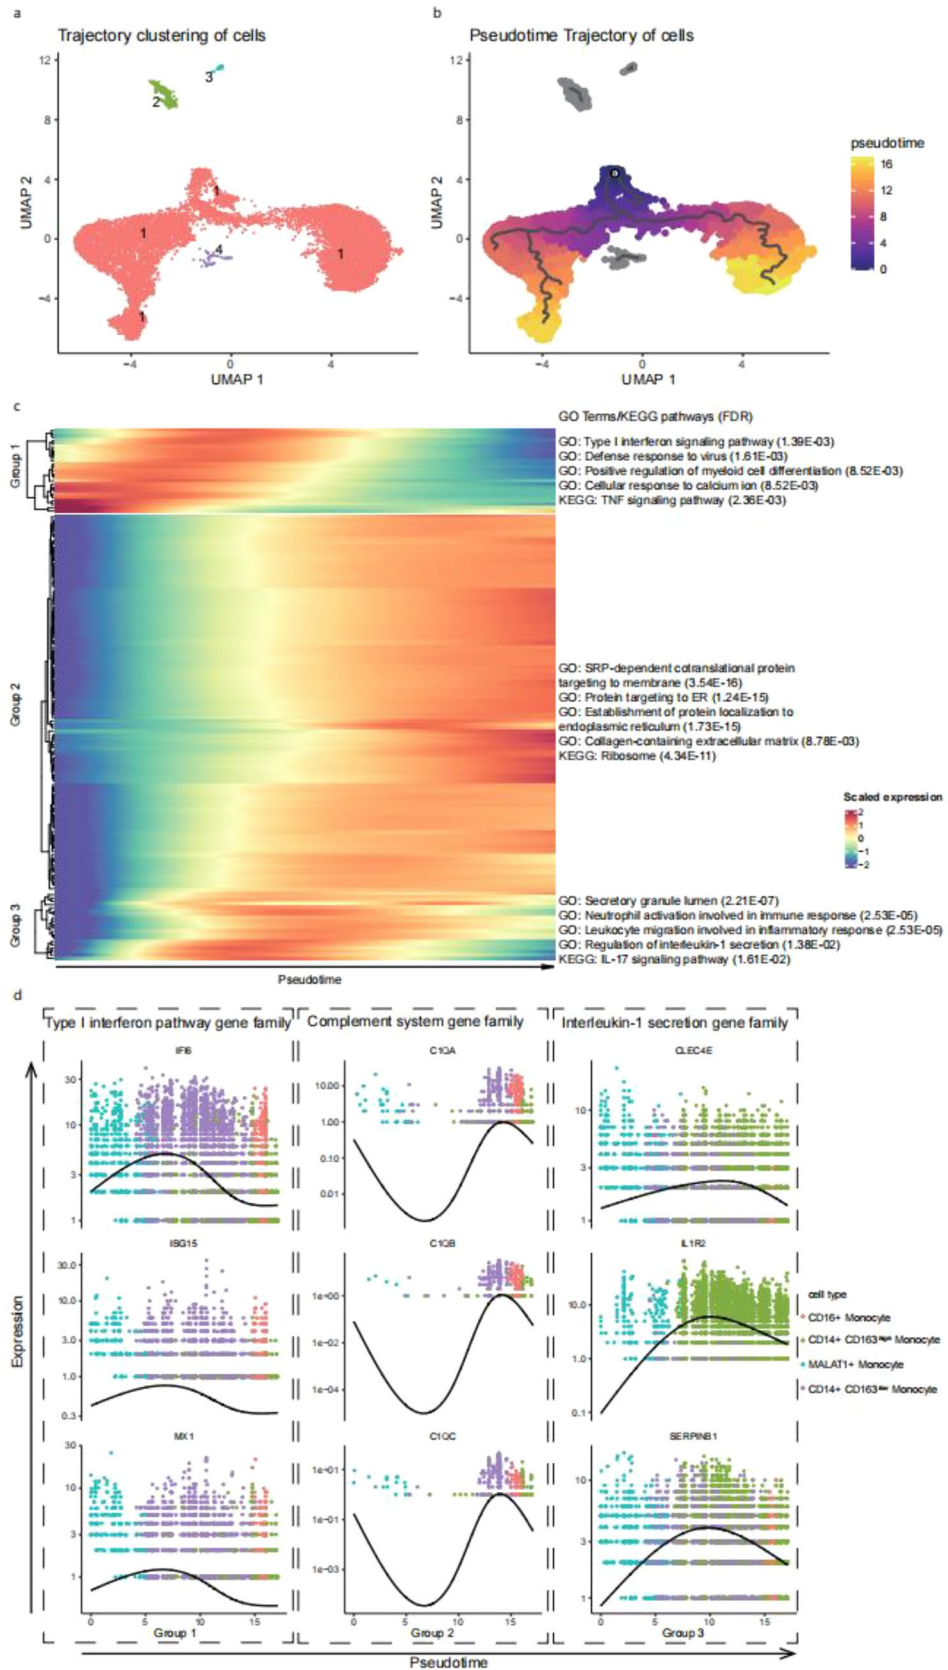 a
Trajectory clustering of cells
12
8
4
0
−4
UMAP 2
3
2
1
1
4
1
1
−4
0
4
UMAP 1
b
Pseudotime Trajectory of cells
12
8
4
0
−4
UMAP 2
0
−4
0
4
UMAP 1
pseudotime
16
12
8
4
0
c
GO Terms/KEGG pathways (FDR)
Group 1
GO: Type I interferon signaling pathway (1.39E-03)
GO: Defense response to virus (1.61E-03)
GO: Positive regulation of myeloid cell differentiation (8.52E-03)
GO: Cellular response to calcium ion (8.52E-03)
KEGG: TNF signaling pathway (2.36E-03)
Group 2
GO: SRP-dependent cotranslational protein
targeting to membrane (3.54E-16)
GO: Protein targeting to ER (1.24E-15)
GO: Establishment of protein localization to
endoplasmic reticulum (1.73E-15)
GO: Collagen-containing extracellular matrix (8.78E-03)
KEGG: Ribosome (4.34E-11)
Scaled expression
2
1
0
−1
−2
Group 3
GO: Secretory granule lumen (2.21E-07)
GO: Neutrophil activation involved in immune response (2.53E-05)
GO: Leukocyte migration involved in inflammatory response (2.53E-05)
GO: Regulation of interleukin-1 secretion (1.38E-02)
KEGG: IL-17 signaling pathway (1.61E-02)
Pseudotime
d
Type I interferon pathway gene family
Complement system gene family
Interleukin-1 secretion gene family
IFI6
30
10
3
1
C1QA
10.00
1.00
0.10
0.01
CLEC4E
10
3
1
ISG15
30.0
10.0
3.0
1.0
0.3
C1QB
1e+00
1e−02
1e−04
IL1R2
10.0
1.0
0.1
cell type
CD16+ Monocyte
CD14+ CD163high Monocyte
MALAT1+ Monocyte
CD14+ CD163low Monocyte
MX1
30
10
3
1
0
5
10
15
Group 1
C1QC
1e+01
1e−01
1e−03
0
5
10
15
Group 2
SERPINB1
10
3
1
0
5
10
15
Group 3
Expression
Pseudotime